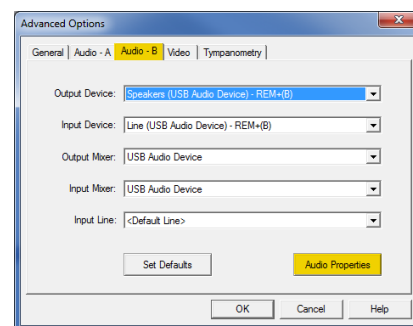 Advanced Options
General Audio - A Audio - B Video Tympanometry
Output Device: Speakers (USB Audio Device) - REM+(B)
Input Device: Line (USB Audio Device) - REM+(B)
Output Mixer: USB Audio Device
Input Mixer: USB Audio Device
Input Line: <Default Line>
Set Defaults Audio Properties
OK Cancel Help